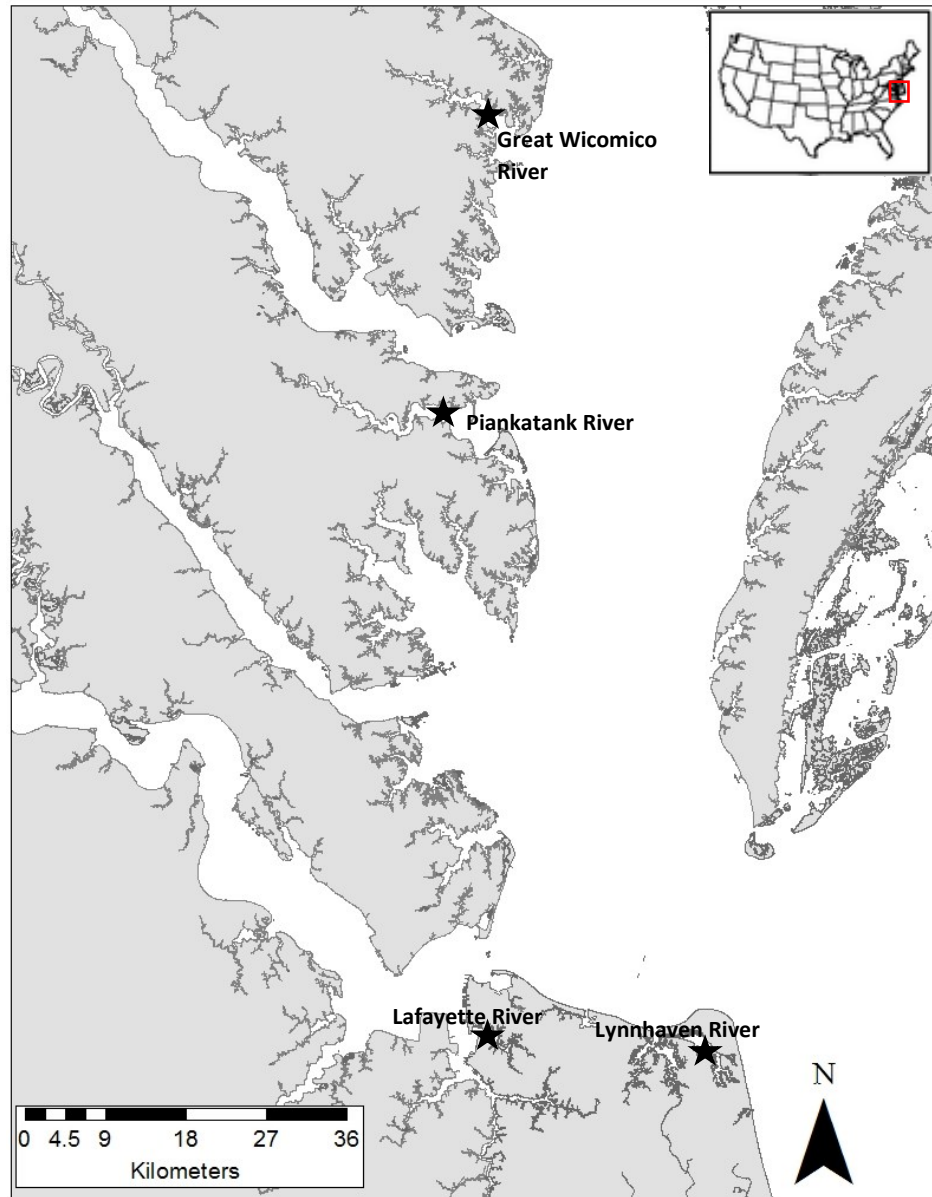 Great Wicomico
River
Piankatank River
Lafayette River
Lynnhaven River
N
0 4.5 9 18 27 36
Kilometers